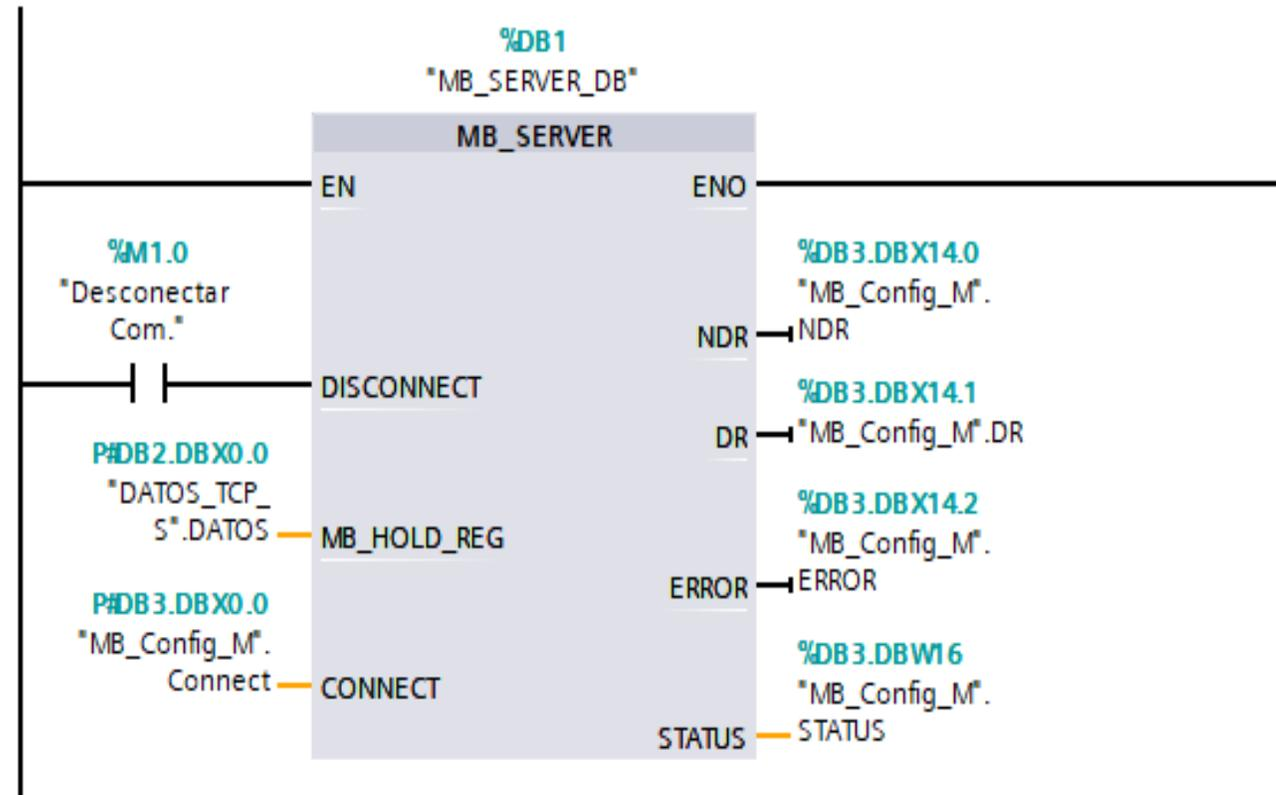 %DB1
"MB_SERVER_DB"
MB_SERVER
EN
ENO
%M1.0
"Desconectar
Com."
DISCONNECT
P#DB2.DBX0.0
"DATOS_TCP_
S".DATOS
MB_HOLD_REG
P#DB3.DBX0.0
"MB_Config_M".
Connect
CONNECT
%DB3.DBX14.0
"MB_Config_M".
NDR
NDR
%DB3.DBX14.1
DR
"MB_Config_M".DR
%DB3.DBX14.2
"MB_Config_M".
ERROR
ERROR
%DB3.DBW16
"MB_Config_M".
STATUS
STATUS